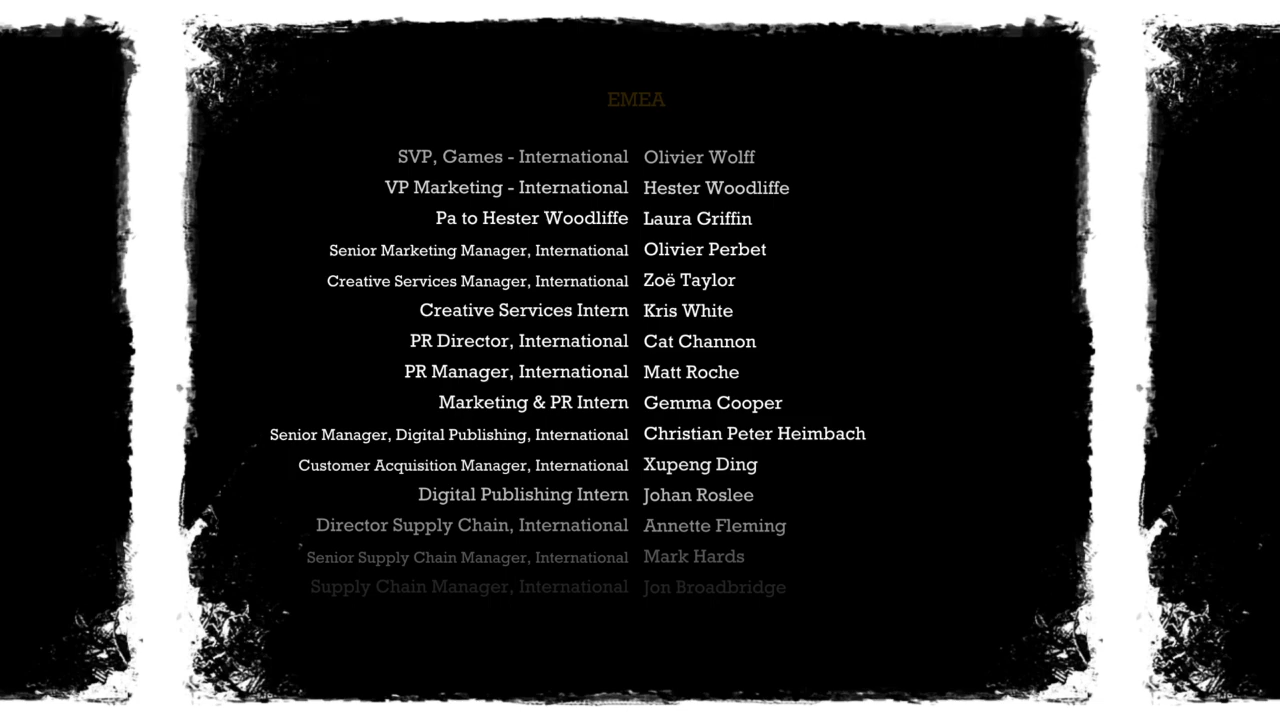 EMEA
SVP, Games - International Olivier Wolff
VP Marketing - International Hester Woodliffe
Pa to Hester Woodliffe Laura Griffin
Senior Marketing Manager, International Olivier Perbet
Creative Services Manager, International Zoë Taylor
Creative Services Intern Kris White
PR Director, International Cat Channon
PR Manager, International Matt Roche
Marketing & PR Intern Gemma Cooper
Senior Manager, Digital Publishing, International Christian Peter Heimbach
Customer Acquisition Manager, International Xupeng Ding
Digital Publishing Intern Johan Roslee
Director Supply Chain, International Annette Fleming
Senior Supply Chain Manager, International Mark Hards
Supply Chain Manager, International Jon Broadbridge